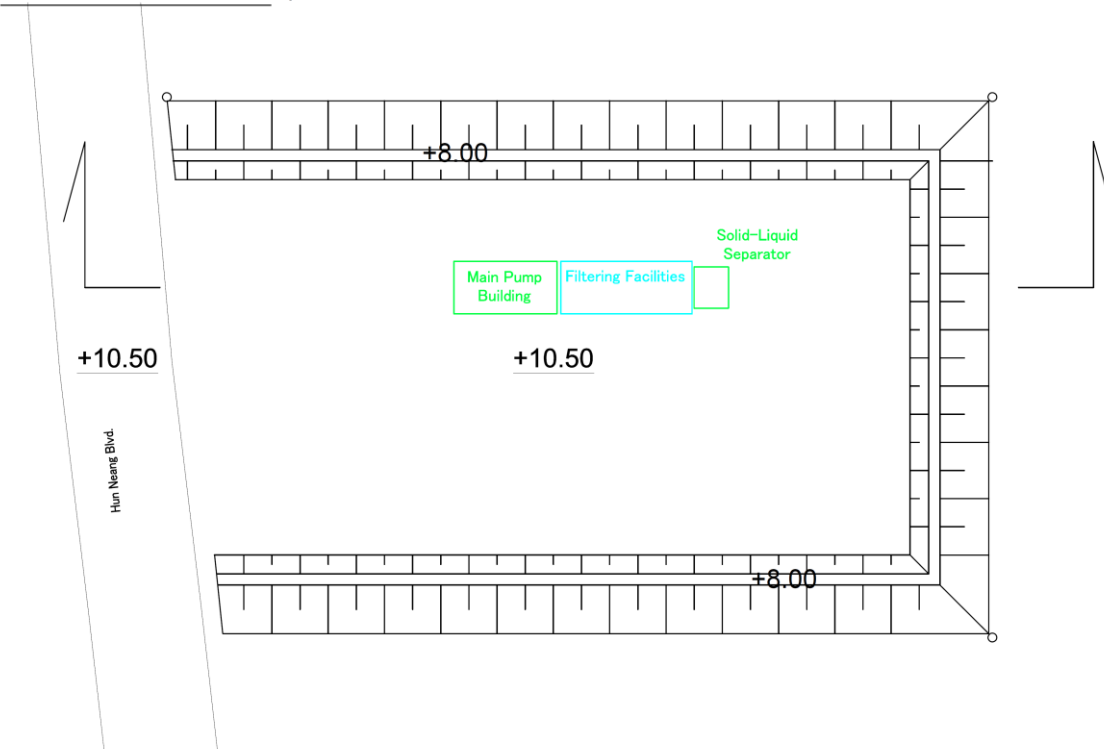 +8.00
Solid-Liquid
Separator
Main Pump
Building
Filtering Facilities
+10.50
+10.50
Hun Neang Blvd.
+8.00